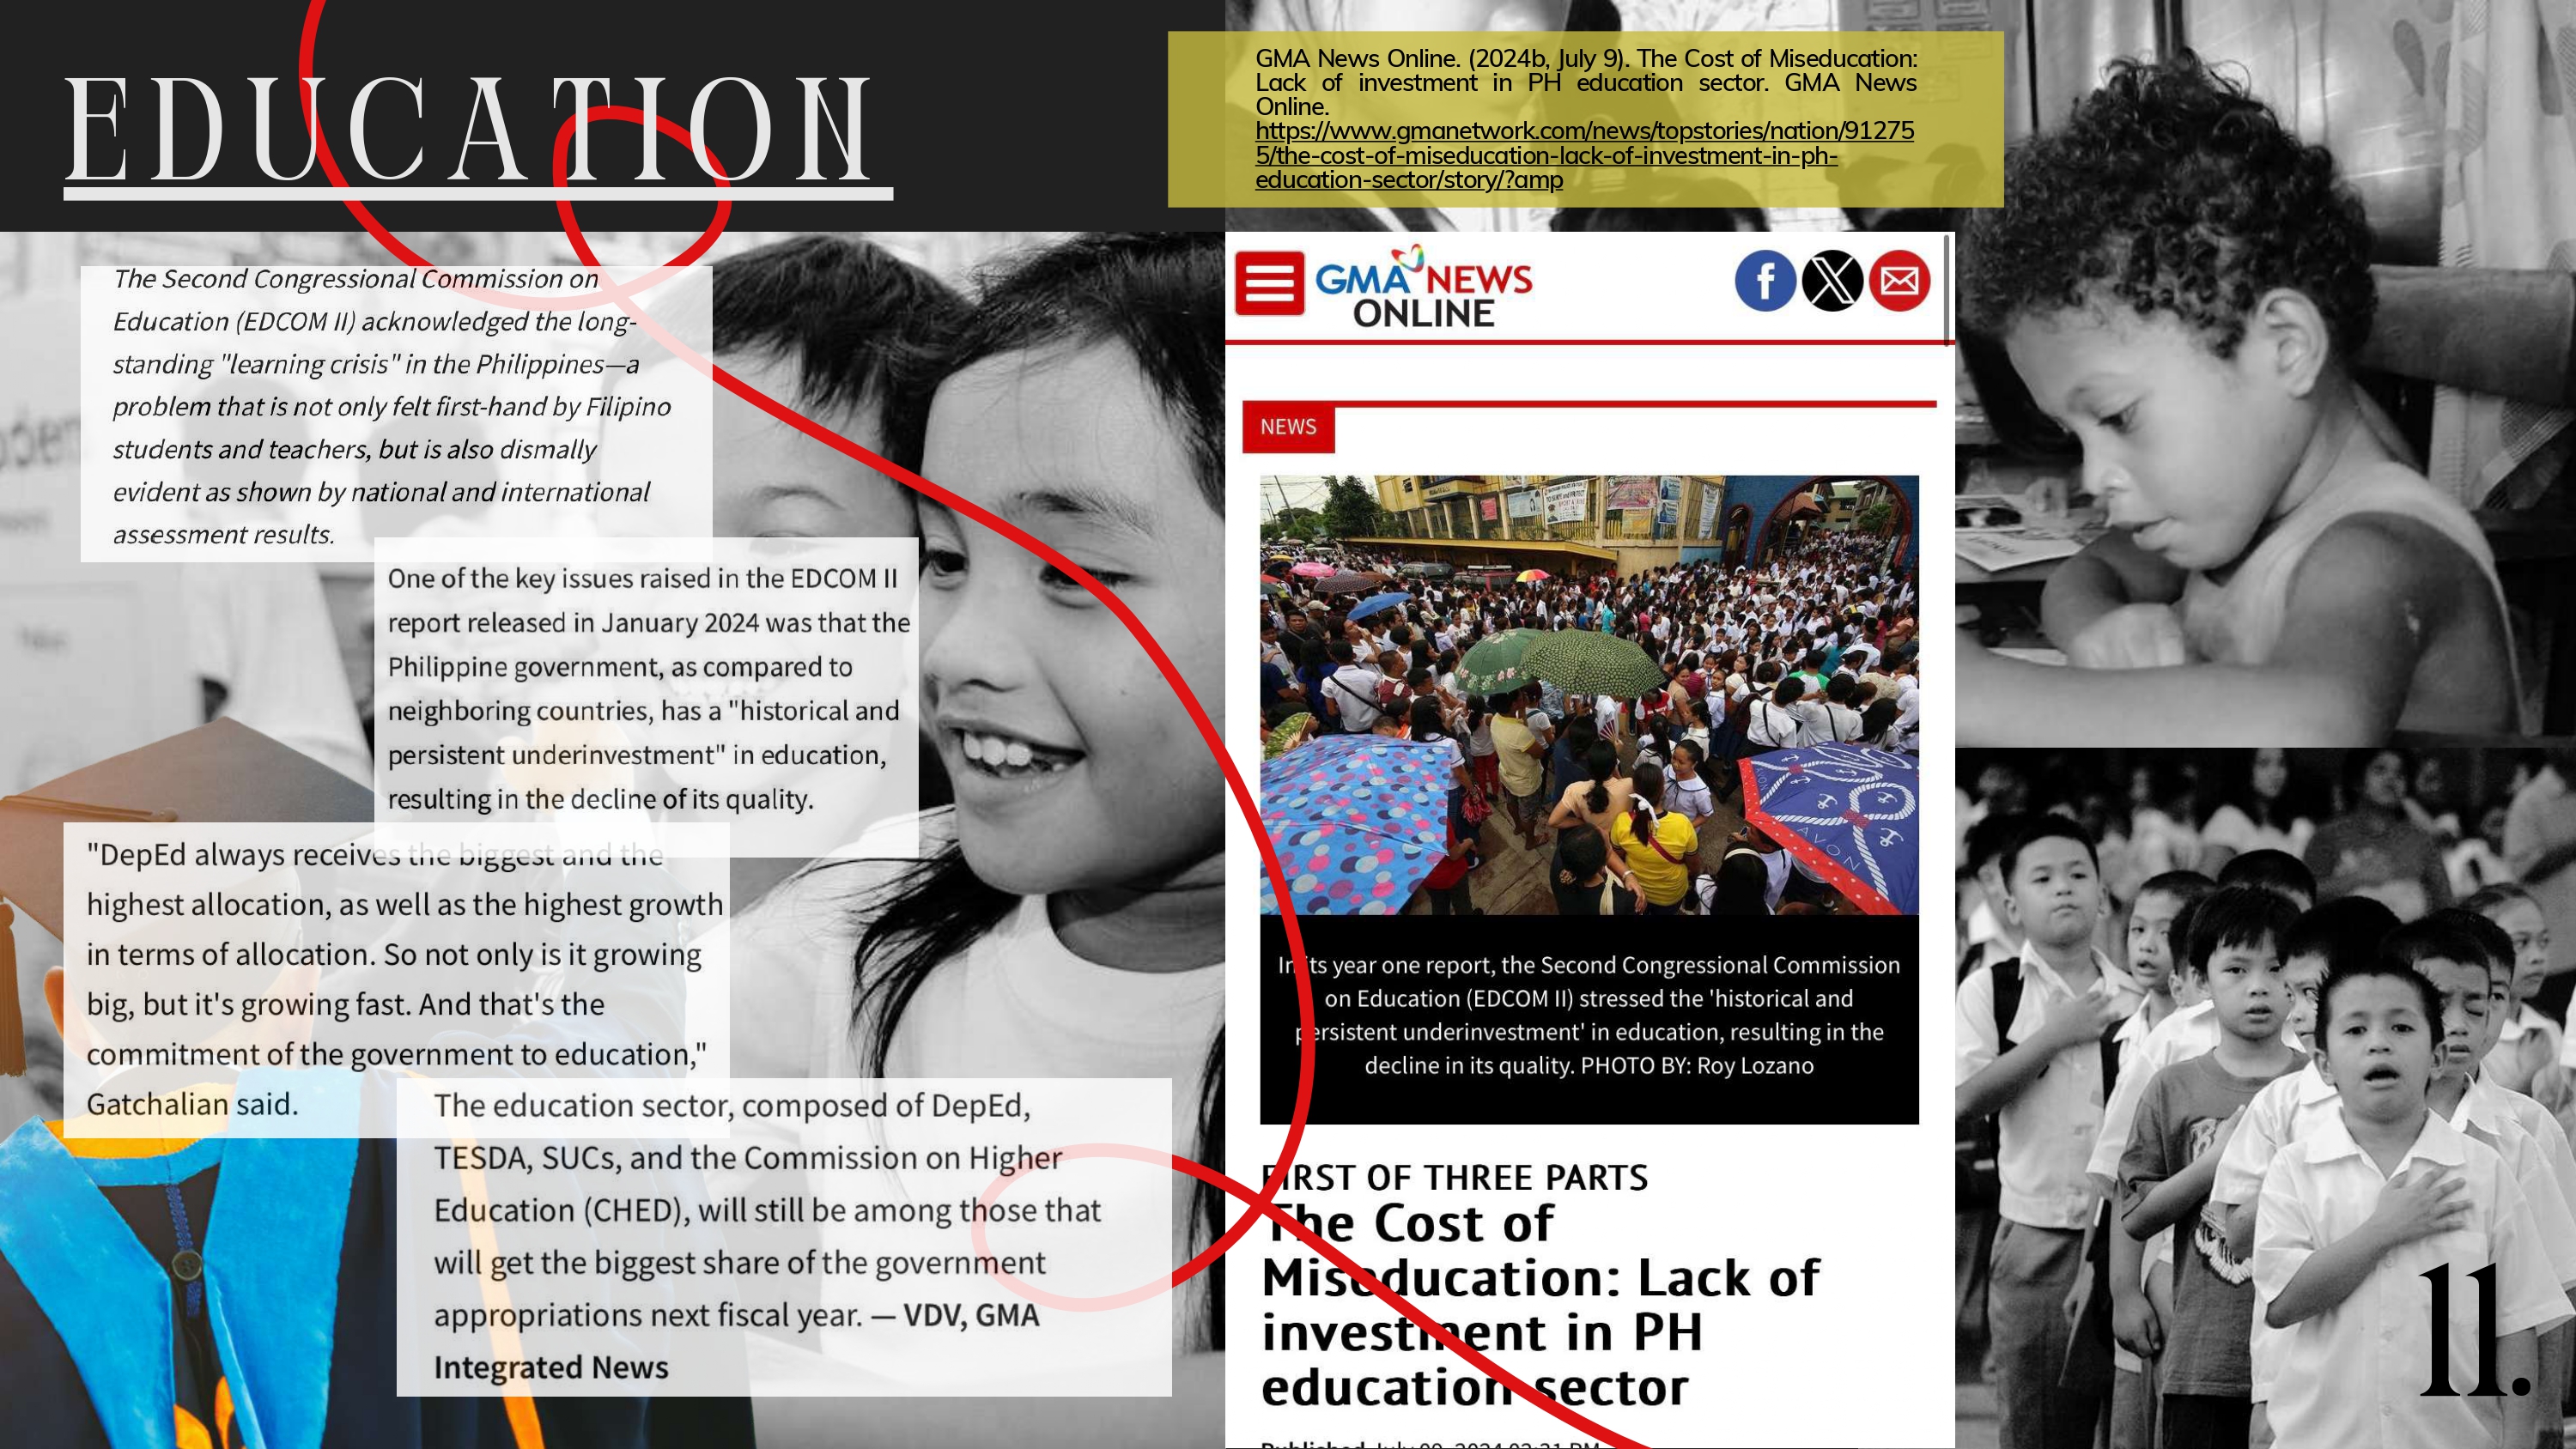 EDUCATION
GMA News Online. (2024b, July 9). The Cost of Miseducation:
Lack of investment in PH education sector. GMA News
Online.
https://www.gmanetwork.com/news/topstories/nation/91275
5/the-cost-of-miseducation-lack-of-investment-in-ph-
education-sector/story/?amp
The Second Congressional Commission on
Education (EDCOM II) acknowledged the long-
standing "learning crisis" in the Philippines—a
problem that is not only felt first-hand by Filipino
students and teachers, but is also dismally
evident as shown by national and international
assessment results.
One of the key issues raised in the EDCOM II
report released in January 2024 was that the
Philippine government, as compared to
neighboring countries, has a "historical and
persistent underinvestment" in education,
resulting in the decline of its quality.
"DepEd always receives the biggest and the
highest allocation, as well as the highest growth
in terms of allocation. So not only is it growing
big, but it's growing fast. And that's the
commitment of the government to education,"
Gatchalian said.
The education sector, composed of DepEd,
TESDA, SUCs, and the Commission on Higher
Education (CHED), will still be among those that
will get the biggest share of the government
appropriations next fiscal year. — VDV, GMA
Integrated News
GMA NEWS
ONLINE
NEWS
AVON
In its year one report, the Second Congressional Commission
on Education (EDCOM II) stressed the 'historical and
persistent underinvestment' in education, resulting in the
decline in its quality. PHOTO BY: Roy Lozano
FIRST OF THREE PARTS
The Cost of
Miseducation: Lack of
investment in PH
education sector
Published July 09, 2024 02:31 PM
11.